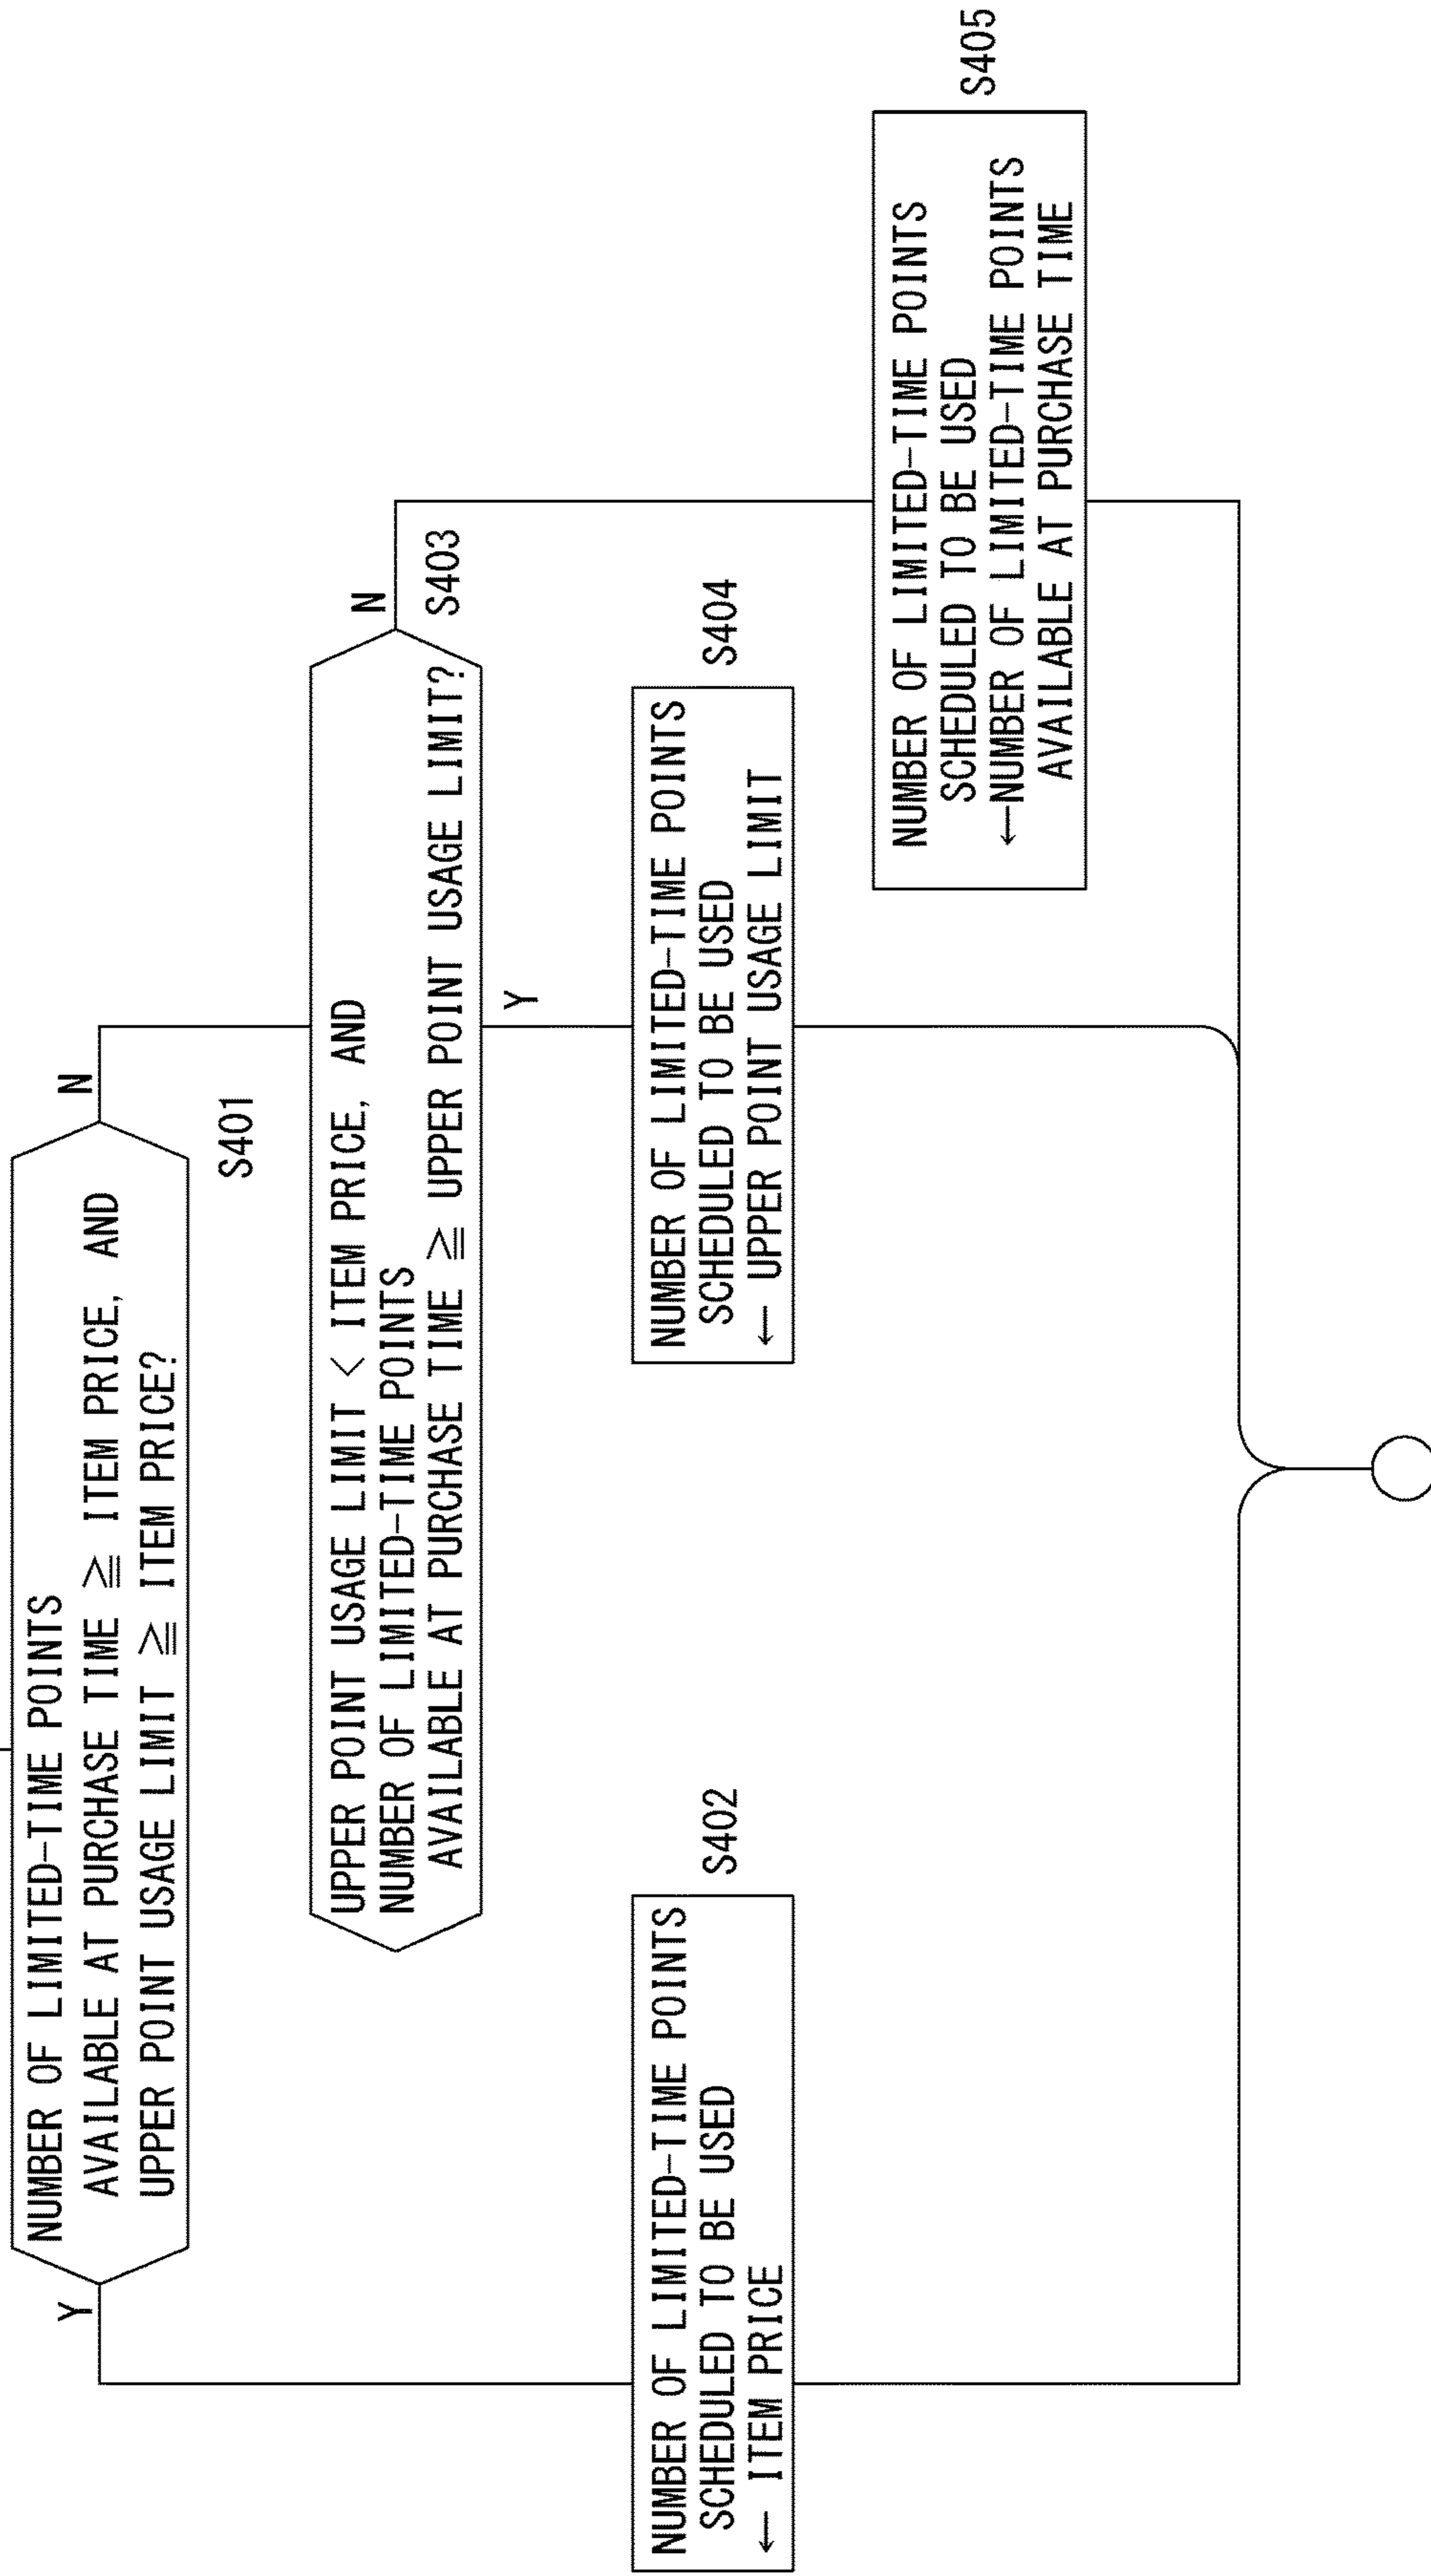 NUMBER OF LIMITED-TIME POINTS
AVAILABLE AT PURCHASE TIME ≧ ITEM PRICE, AND
UPPER POINT USAGE LIMIT ≧ ITEM PRICE?
Y
N
S401
UPPER POINT USAGE LIMIT < ITEM PRICE, AND
NUMBER OF LIMITED-TIME POINTS
AVAILABLE AT PURCHASE TIME ≧ UPPER POINT USAGE LIMIT?
N
S403
Y
NUMBER OF LIMITED-TIME POINTS
SCHEDULED TO BE USED
← ITEM PRICE
S402
NUMBER OF LIMITED-TIME POINTS
SCHEDULED TO BE USED
← UPPER POINT USAGE LIMIT
S404
NUMBER OF LIMITED-TIME POINTS
SCHEDULED TO BE USED
←NUMBER OF LIMITED-TIME POINTS
AVAILABLE AT PURCHASE TIME
S405